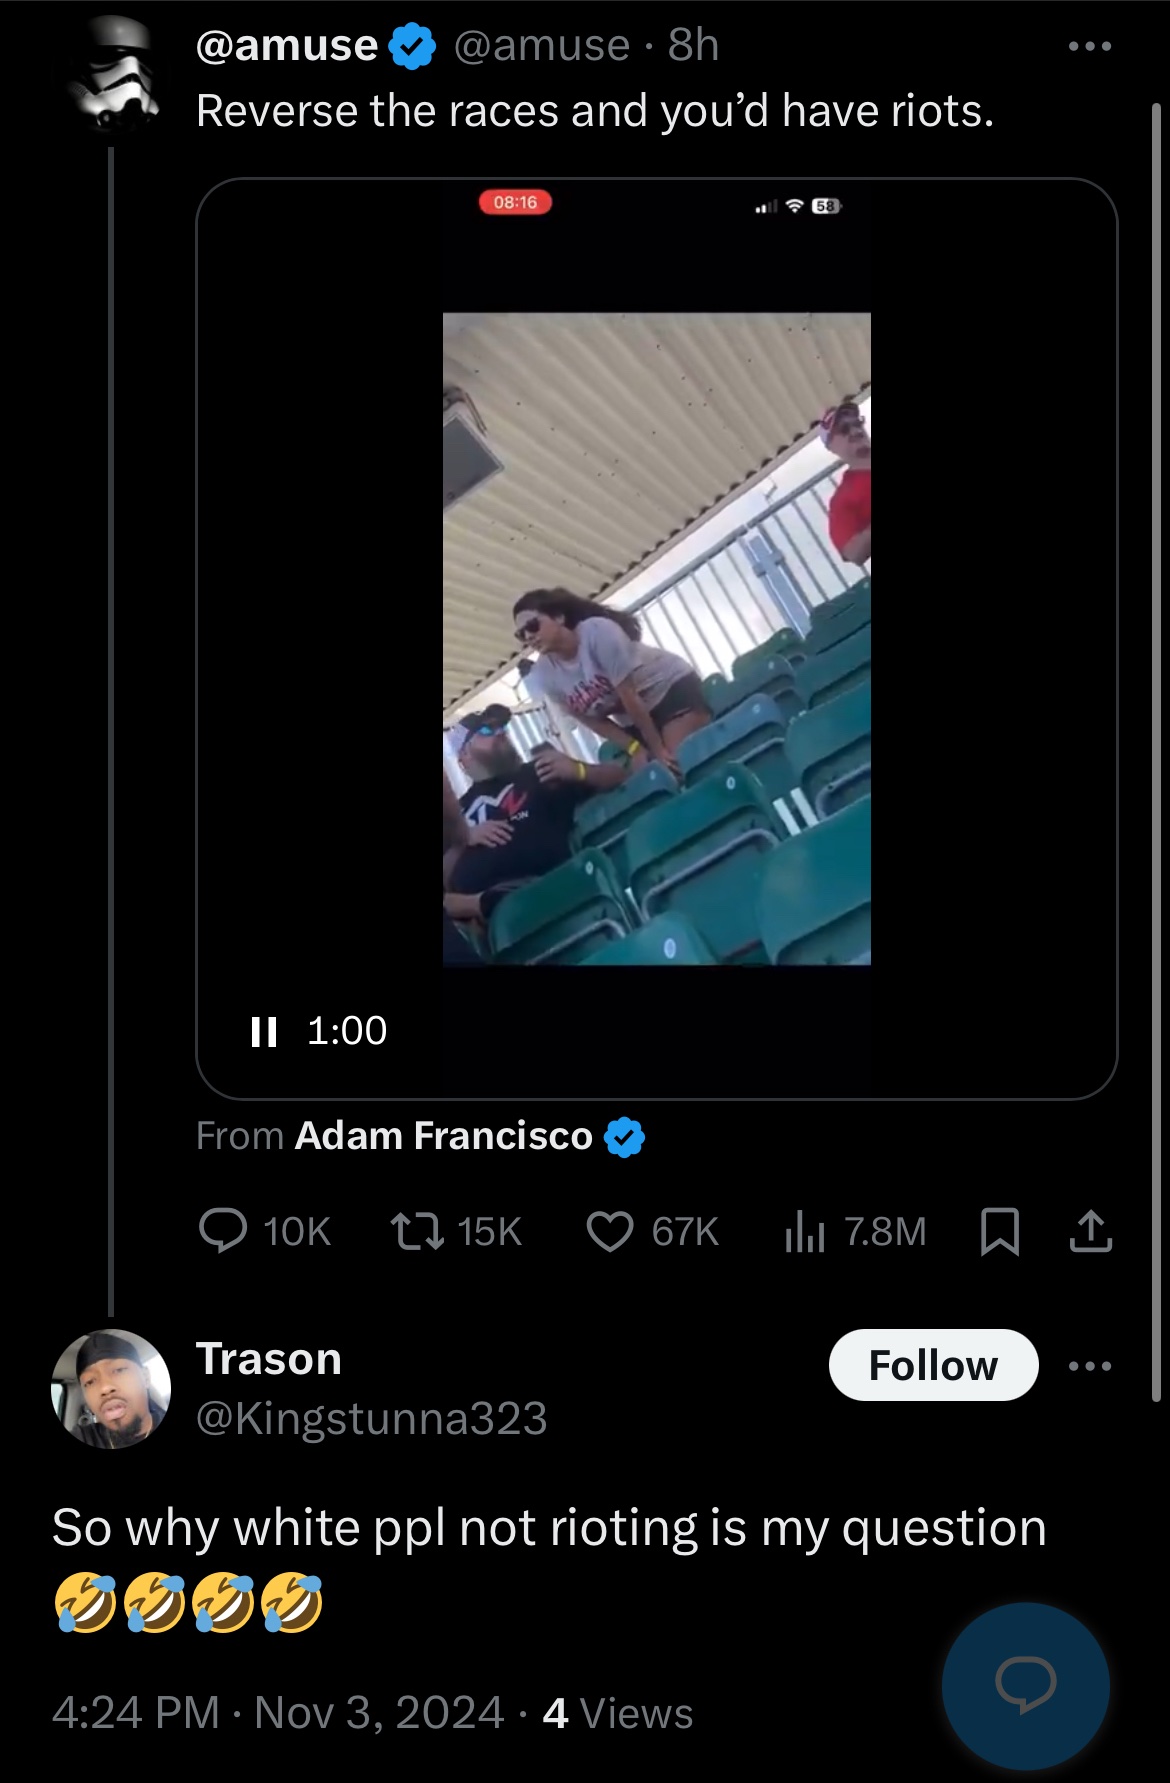 @amuse @amuse · 8h
Reverse the races and you’d have riots.
08:16 58
1:00
From Adam Francisco
10K 15K 67K 7.8M
Trason
Follow
@Kingstunna323
So why white ppl not rioting is my question
🤣🤣🤣🤣
4:24 PM · Nov 3, 2024 · 4 Views